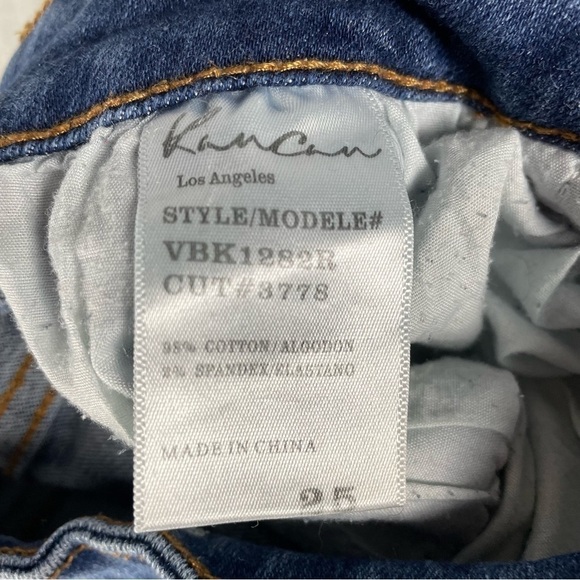 KanCan
Los Angeles
STYLE/MODELE#
VBK1282R
CUT#3778
98% COTTON/ALGODON
2% SPANDEX/ELASTANO
MADE IN CHINA
25